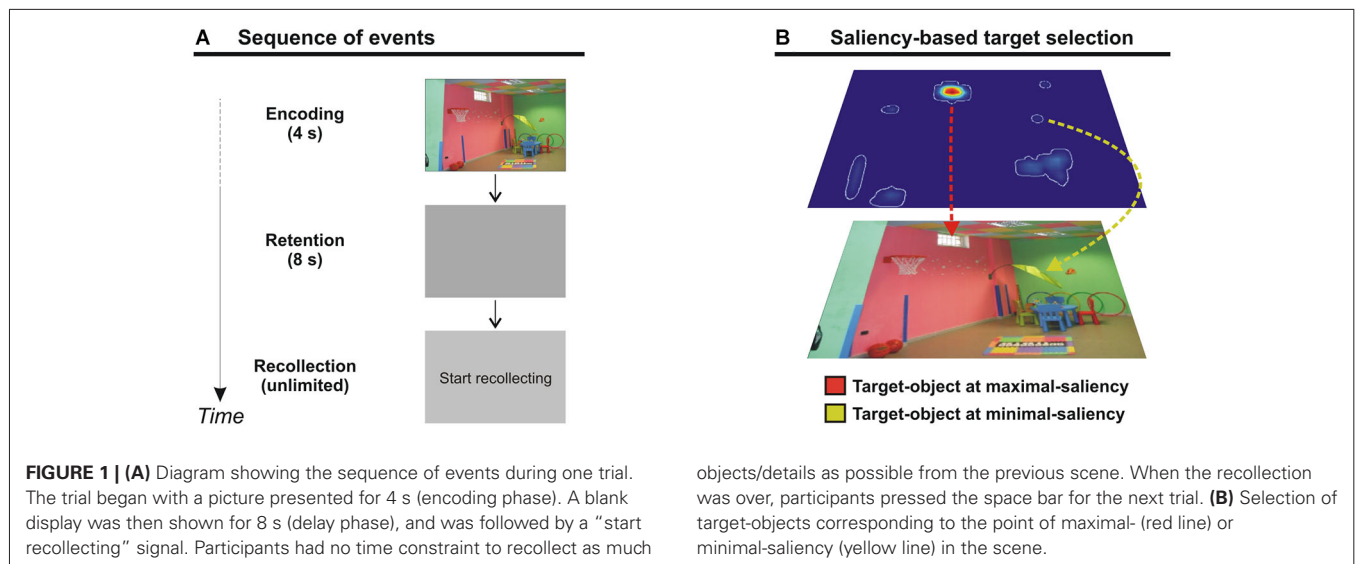 A Sequence of events
Encoding
(4 s)
Retention
(8 s)
Recollection
(unlimited)
Time
Start recollecting
B Saliency-based target selection
Target-object at maximal-saliency
Target-object at minimal-saliency
FIGURE 1 | (A) Diagram showing the sequence of events during one trial.
The trial began with a picture presented for 4 s (encoding phase). A blank
display was then shown for 8 s (delay phase), and was followed by a “start
recollecting” signal. Participants had no time constraint to recollect as much
objects/details as possible from the previous scene. When the recollection
was over, participants pressed the space bar for the next trial. (B) Selection of
target-objects corresponding to the point of maximal- (red line) or
minimal-saliency (yellow line) in the scene.